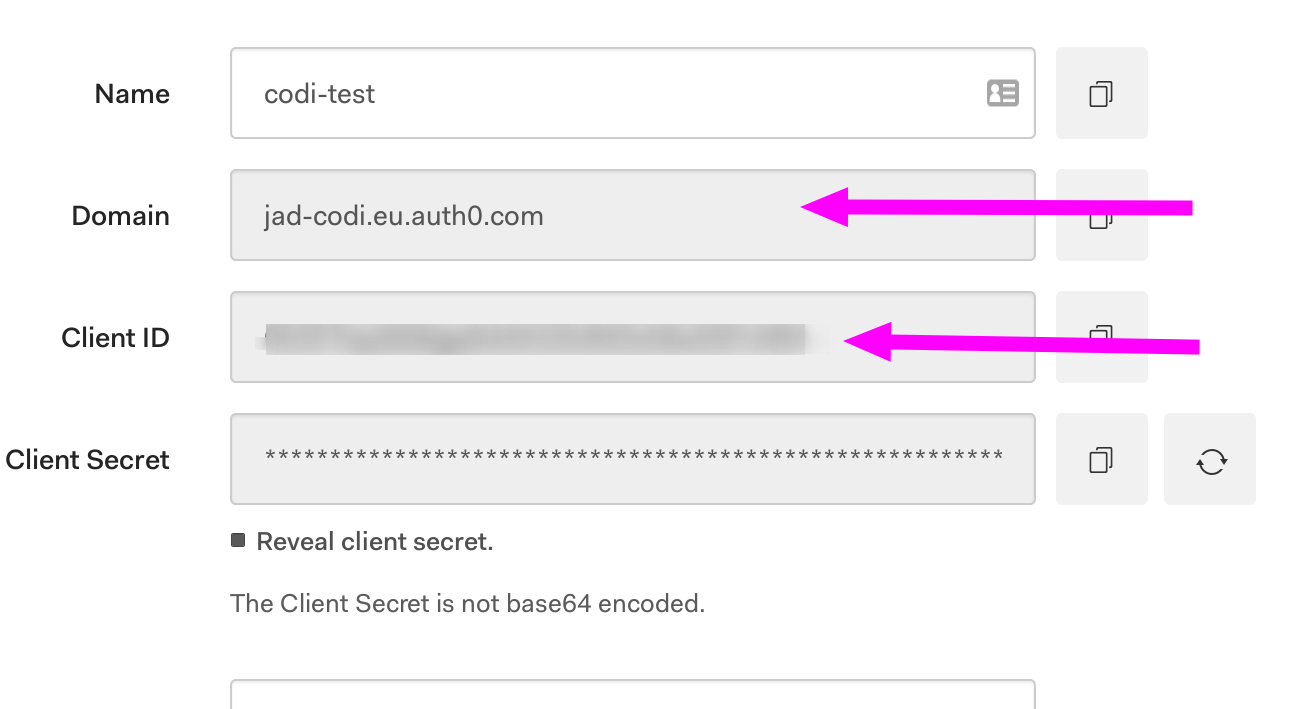 Name
codi-test
Domain
jad-codi.eu.auth0.com
Client ID
Client Secret
*********************************************************
Reveal client secret.
The Client Secret is not base64 encoded.